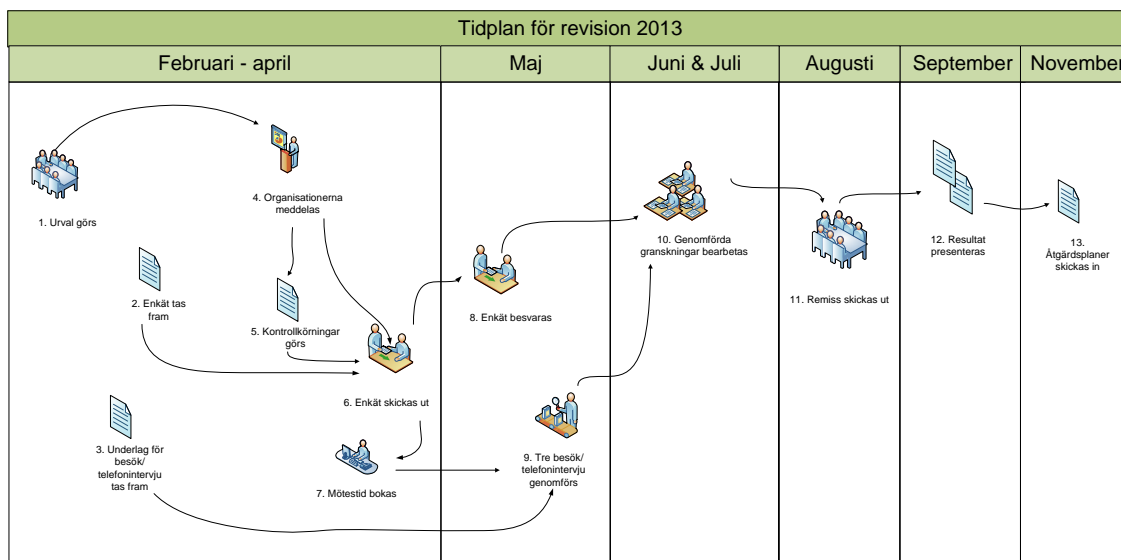 Tidplan för revision 2013
Februari - april
Maj
Juni & Juli
Augusti
September
November
1. Urval görs
2. Enkät tas
fram
3. Underlag för
besök/
telefonintervju
tas fram
4. Organisationerna
meddelas
5. Kontrollkörningar
görs
6. Enkät skickas ut
7. Mötestid bokas
8. Enkät besvaras
9. Tre besök/
telefonintervju
genomförs
10. Genomförda
granskningar bearbetas
11. Remiss skickas ut
12. Resultat
presenteras
13.
Åtgärdsplaner
skickas in